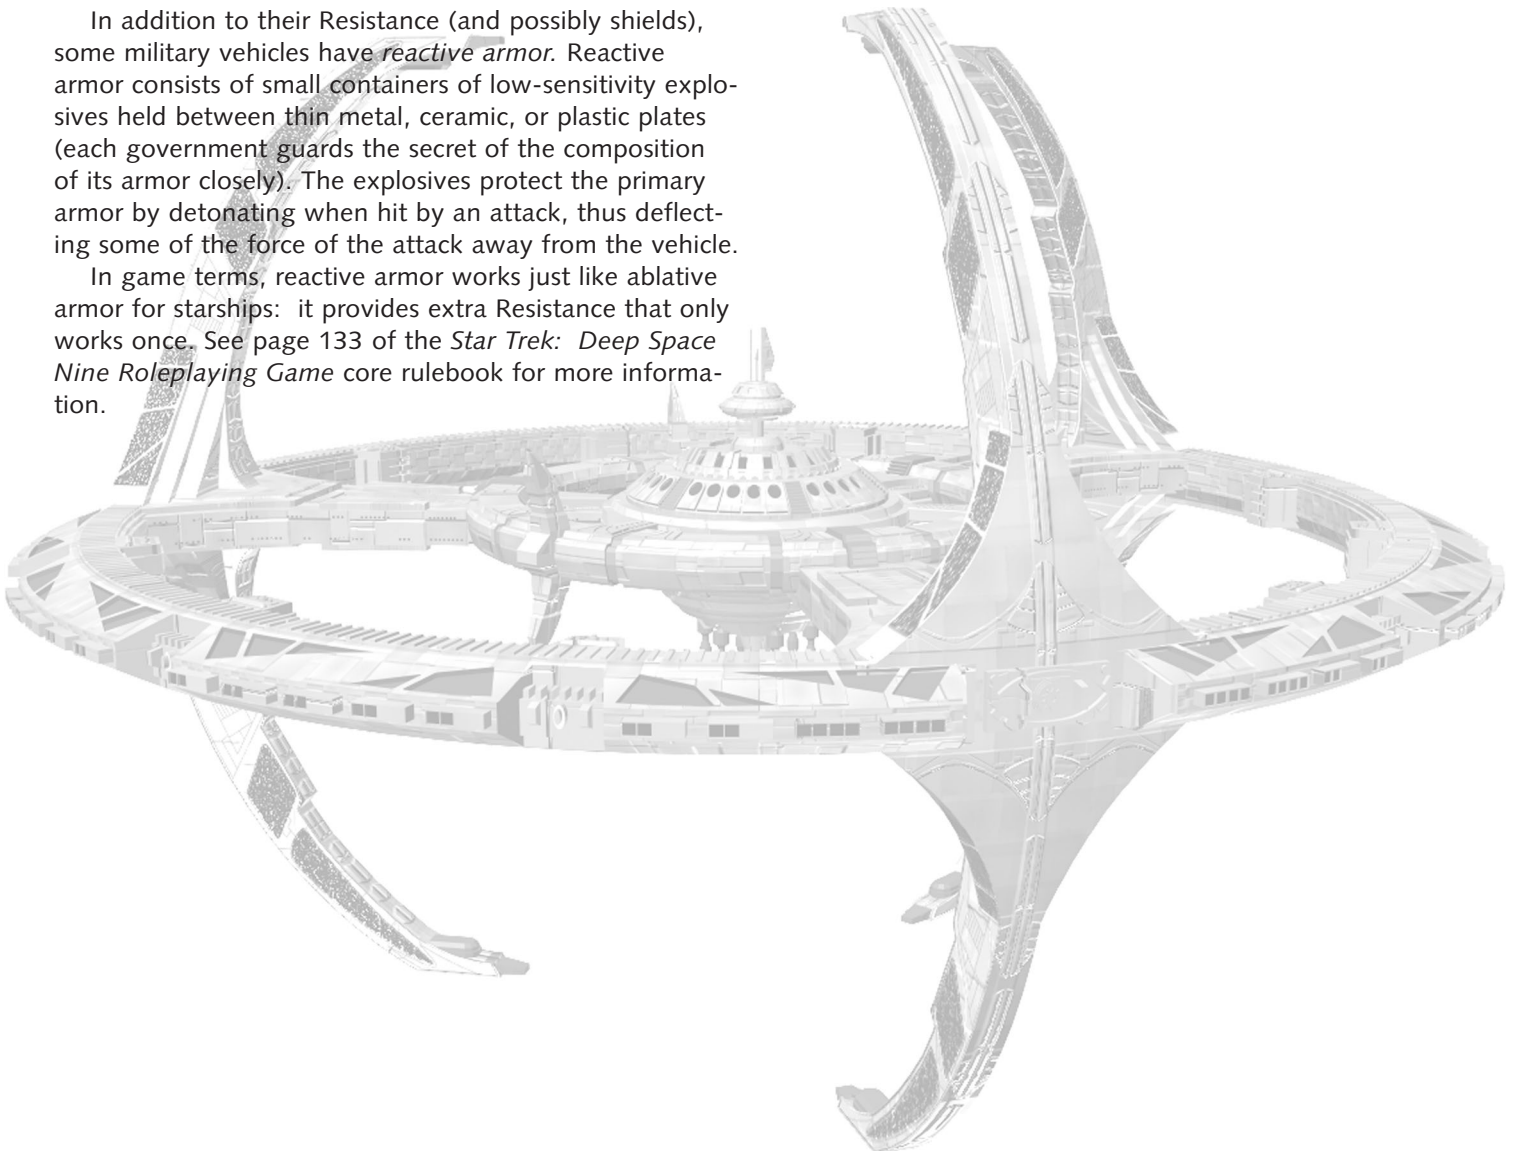 In addition to their Resistance (and possibly shields),
some military vehicles have reactive armor. Reactive
armor consists of small containers of low-sensitivity explo-
sives held between thin metal, ceramic, or plastic plates
(each government guards the secret of the composition
of its armor closely). The explosives protect the primary
armor by detonating when hit by an attack, thus deflect-
ing some of the force of the attack away from the vehicle.
In game terms, reactive armor works just like ablative
armor for starships:  it provides extra Resistance that only
works once. See page 133 of the Star Trek:  Deep Space
Nine Roleplaying Game core rulebook for more informa-
tion.